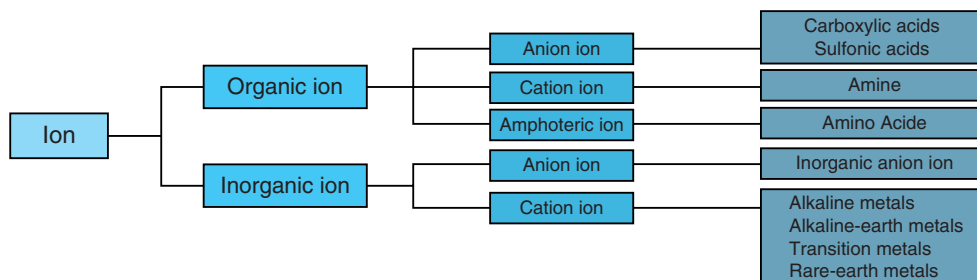 Ion
Organic ion
Anion ion
Carboxylic acids
Sulfonic acids
Cation ion
Amine
Amphoteric ion
Amino Acide
Inorganic ion
Anion ion
Inorganic anion ion
Cation ion
Alkaline metals
Alkaline-earth metals
Transition metals
Rare-earth metals